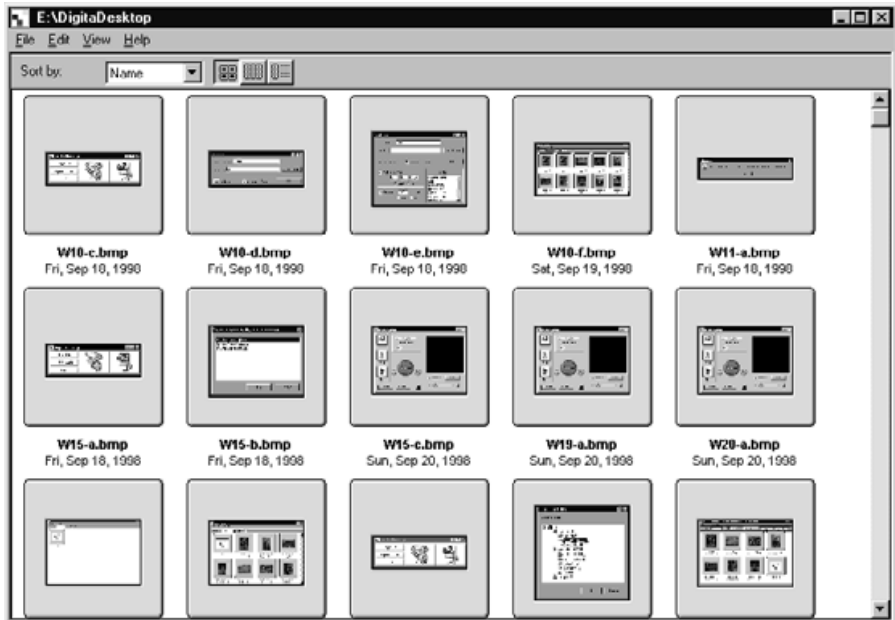 E:\DigitaDesktop
File Edit View Help
Sort by: Name
W10-c.bmp W10-d.bmp W10-e.bmp W10-f.bmp W11-a.bmp
Fri, Sep 18, 1998 Fri, Sep 18, 1998 Fri, Sep 18, 1998 Sat, Sep 19, 1998 Fri, Sep 18, 1998
W15-a.bmp W15-b.bmp W15-c.bmp W19-a.bmp W20-a.bmp
Fri, Sep 18, 1998 Fri, Sep 18, 1998 Sun, Sep 20, 1998 Sun, Sep 20, 1998 Sun, Sep 20, 1998